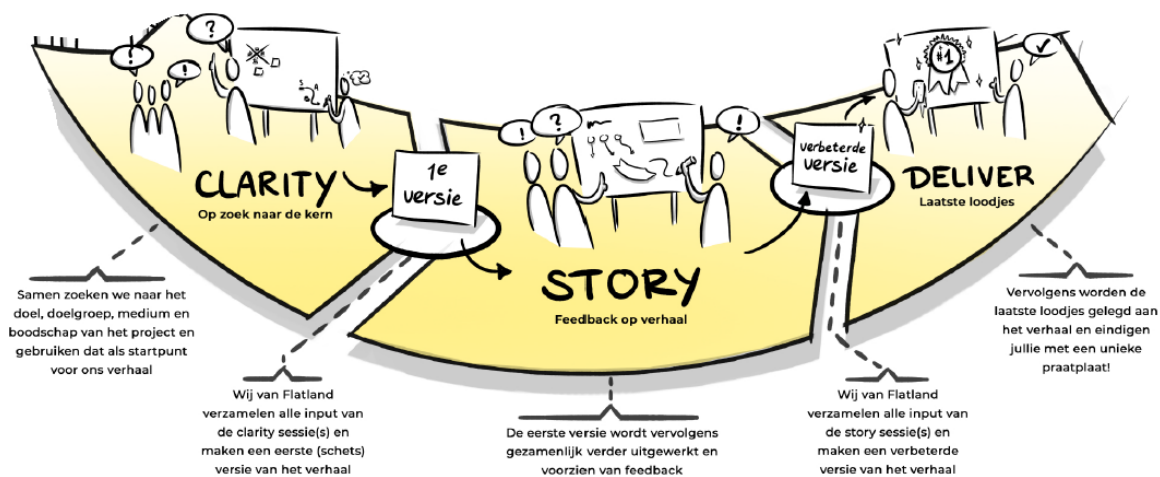 !
?
!
S
A
CLARITY
Op zoek naar de kern
1e
versie
!
?
!
STORY
Feedback op verhaal
verbeterde
versie
#1
✓
DELIVER
Laatste loodjes
Samen zoeken we naar het
doel, doelgroep, medium en
boodschap van het project en
gebruiken dat als startpunt
voor ons verhaal
Wij van Flatland
verzamelen alle input van
de clarity sessie(s) en
maken een eerste (schets)
versie van het verhaal
De eerste versie wordt vervolgens
gezamenlijk verder uitgewerkt en
voorzien van feedback
Wij van Flatland
verzamelen alle input van
de story sessie(s) en
maken een verbeterde
versie van het verhaal
Vervolgens worden de
laatste loodjes gelegd aan
het verhaal en eindigen
jullie met een unieke
praatplaat!